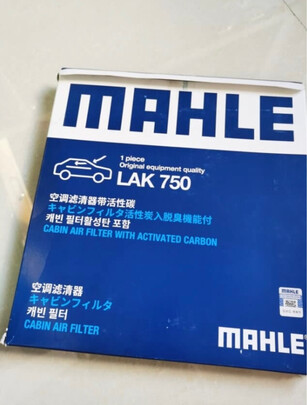 MAHLE
1 piece
Original equipment quality
LAK 750
空调滤清器带活性碳
キャビンフィルタ活性炭入脱臭機能付
캐빈 필터활성탄 포함
CABIN AIR FILTER WITH ACTIVATED CARBON
空调滤清器
キャビンフィルタ
캐빈 필터
CABIN AIR FILTER
MAHLE
MAHLE